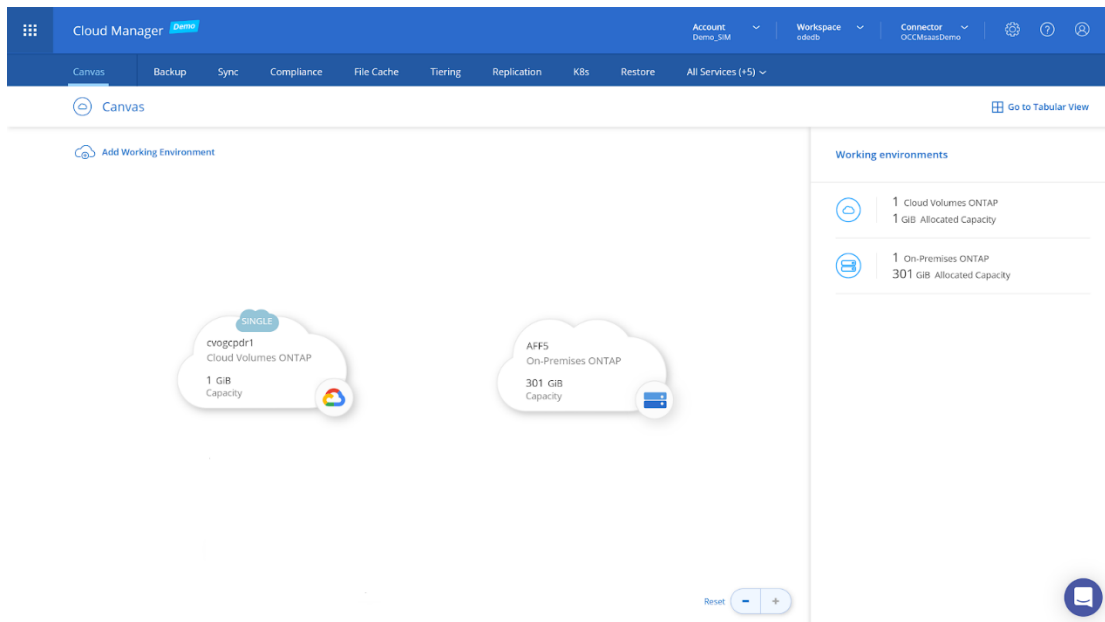 Cloud Manager Demo
Account
Demo_SIM
Workspace
odedb
Connector
OCCMsaasDemo
Canvas Backup Sync Compliance File Cache Tiering Replication K8s Restore All Services (+5)
Canvas
Go to Tabular View
Add Working Environment
Working environments
1 Cloud Volumes ONTAP
1 GiB Allocated Capacity
1 On-Premises ONTAP
301 GiB Allocated Capacity
SINGLE
cvogcpdr1
Cloud Volumes ONTAP
1 GiB
Capacity
AFF5
On-Premises ONTAP
301 GiB
Capacity
Reset - +